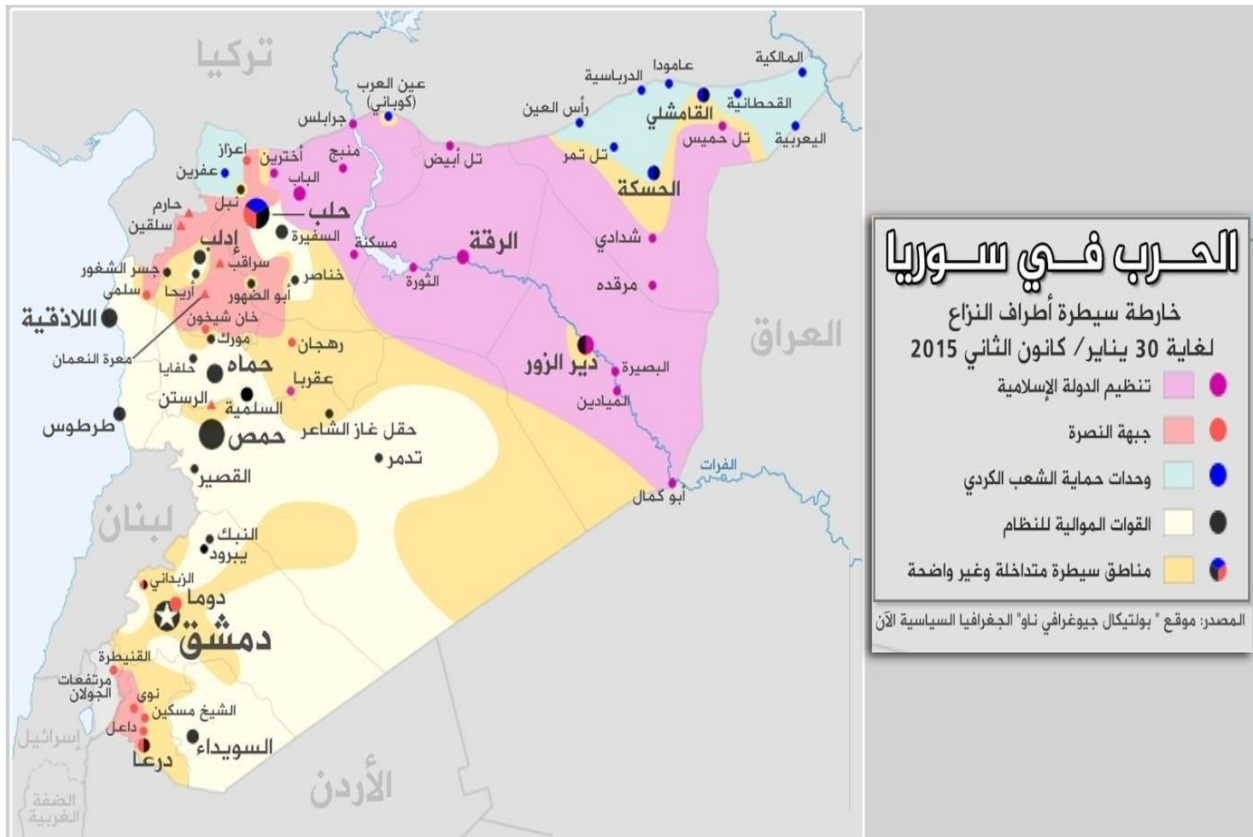 الحرب في سوريا
خارطة سيطرة أطراف النزاع
لغاية 30 يناير/ كانون الثاني 2015
تنظيم الدولة الإسلامية
جبهة النصرة
وحدات حماية الشعب الكردي
القوات الموالية للنظام
مناطق سيطرة متداخلة وغير واضحة
المصدر: موقع " بولتيكال جيوغرافي ناو" الجغرافيا السياسية الآن
تركيا
المالكية
عامودا
الدرباسية
عين العرب
(كوباني)
القحطانية
رأس العين
القامشلي
جرابلس
اليعربية
تل حميس
إعزاز
أخترين
منبج
تل أبيض
تل تمر
عفرين
الباب
الحسكة
نبل
حارم
حلب
سلقين
السفيرة
إدلب
مسكنة
الرقة
شدادي
سراقب
جسر الشغور
خناصر
الثورة
أريحا
أبو الضهور
سلمى
مرقده
العراق
اللاذقية
خان شيخون
مورك
رهجان
دير الزور
معرة النعمان
حلفايا
حماه
البصيرة
عقربا
الميادين
الرستن
السلمية
طرطوس
حقل غاز الشاعر
حمص
تدمر
القصير
الفرات
أبو كمال
لبنان
النبك
يبرود
الزبداني
دوما
دمشق
القنيطرة
مرتفعات
الجولان
نوى
الشيخ مسكين
داعل
إسرائيل
السويداء
درعا
الأردن
الضفة
الغربية